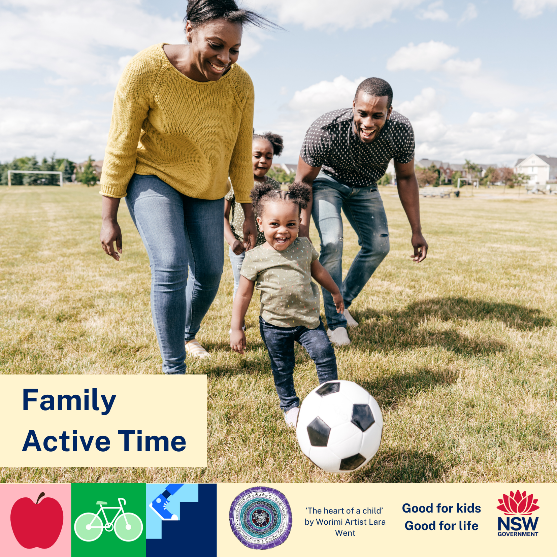 Family
Active Time
'The heart of a child'
by Worimi Artist Lara
Went
Good for kids
Good for life
NSW
GOVERNMENT